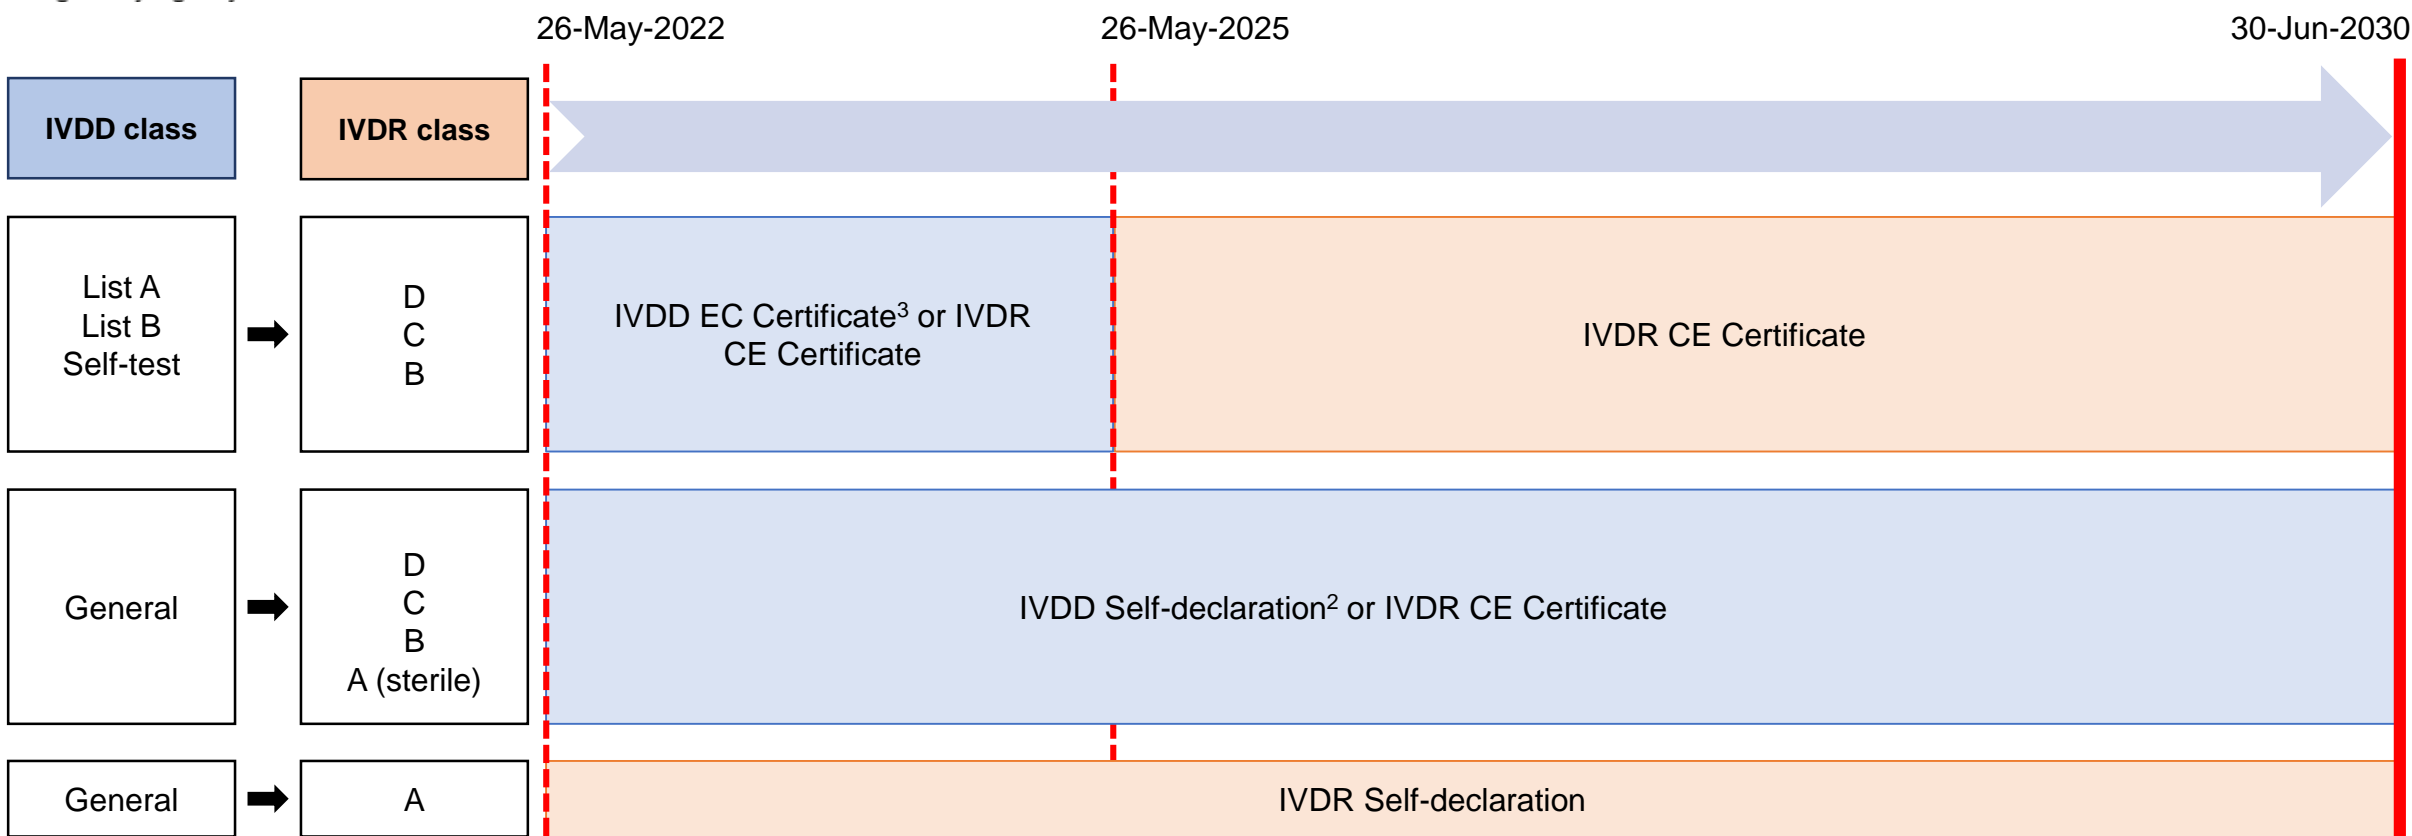 26-May-2022
26-May-2025
30-Jun-2030
IVDD class
IVDR class
List A
List B
Self-test
D
C
B
IVDD EC Certificate³ or IVDR
CE Certificate
IVDR CE Certificate
General
D
C
B
A (sterile)
IVDD Self-declaration² or IVDR CE Certificate
General
A
IVDR Self-declaration